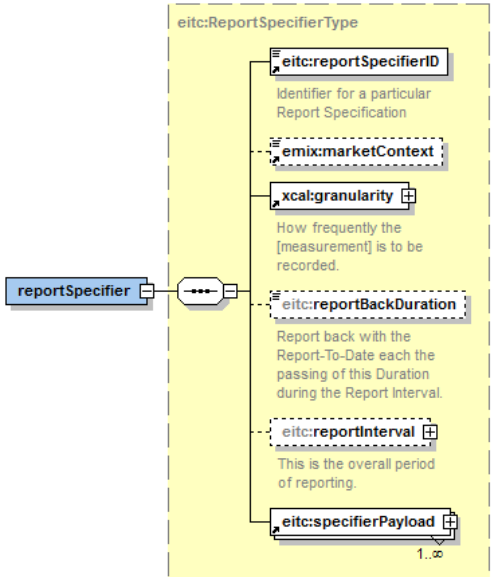 eitc:ReportSpecifierType
eitc:reportSpecifierID
Identifier for a particular
Report Specification
emix:marketContext
xcal:granularity
How frequently the
[measurement] is to be
recorded.
reportSpecifier
eitc:reportBackDuration
Report back with the
Report-To-Date each the
passing of this Duration
during the Report Interval.
eitc:reportInterval
This is the overall period
of reporting.
eitc:specifierPayload
1..∞